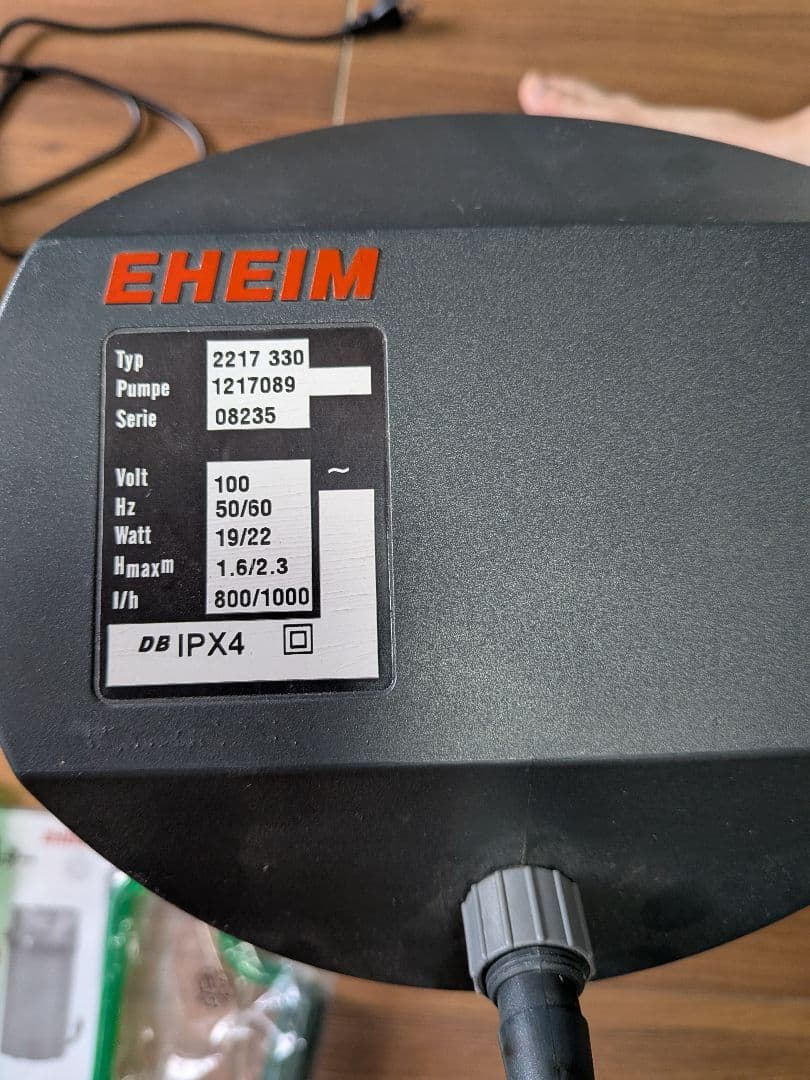 EHEIM
Typ 2217 330
Pumpe 1217089
Serie 08235
Volt 100 ~
Hz 50/60
Watt 19/22
Hmaxm 1.6/2.3
l/h 800/1000
DB IPX4